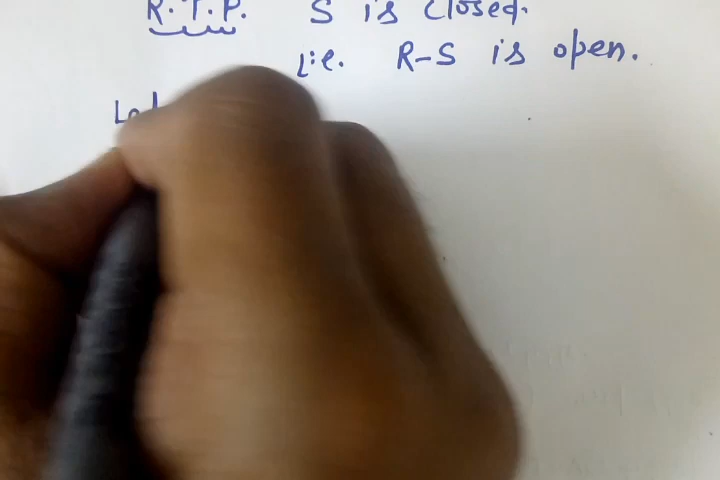 R.T.P. S is closed.
i.e. R-S is open.
Let